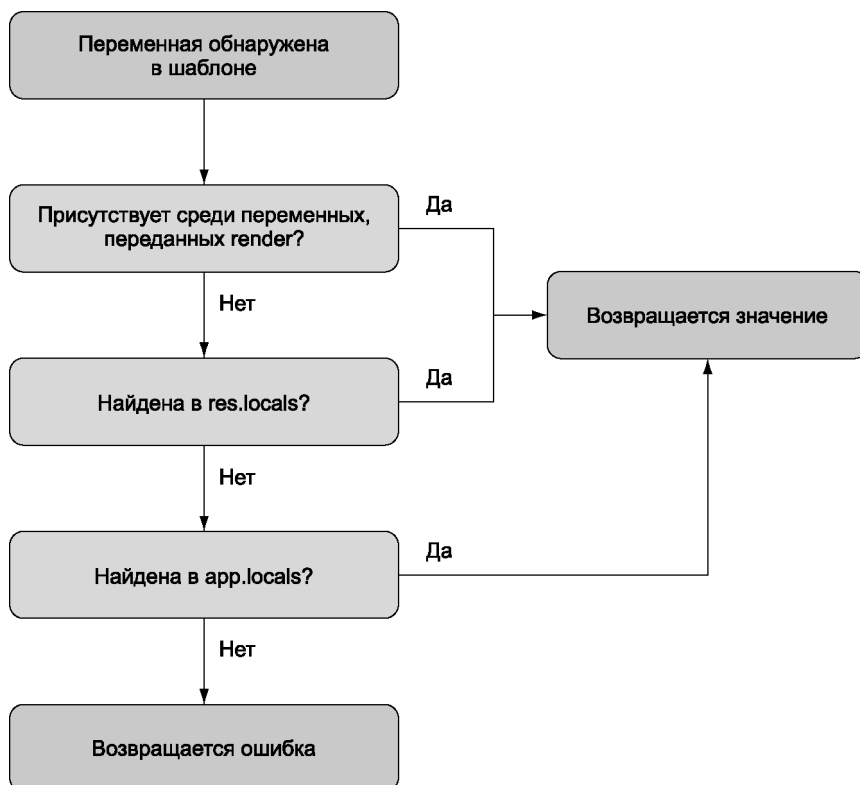 Переменная обнаружена
в шаблоне
Присутствует среди переменных,
переданных render?
Да
Нет
Возвращается значение
Найдена в res.locals?
Да
Нет
Найдена в app.locals?
Да
Нет
Возвращается ошибка